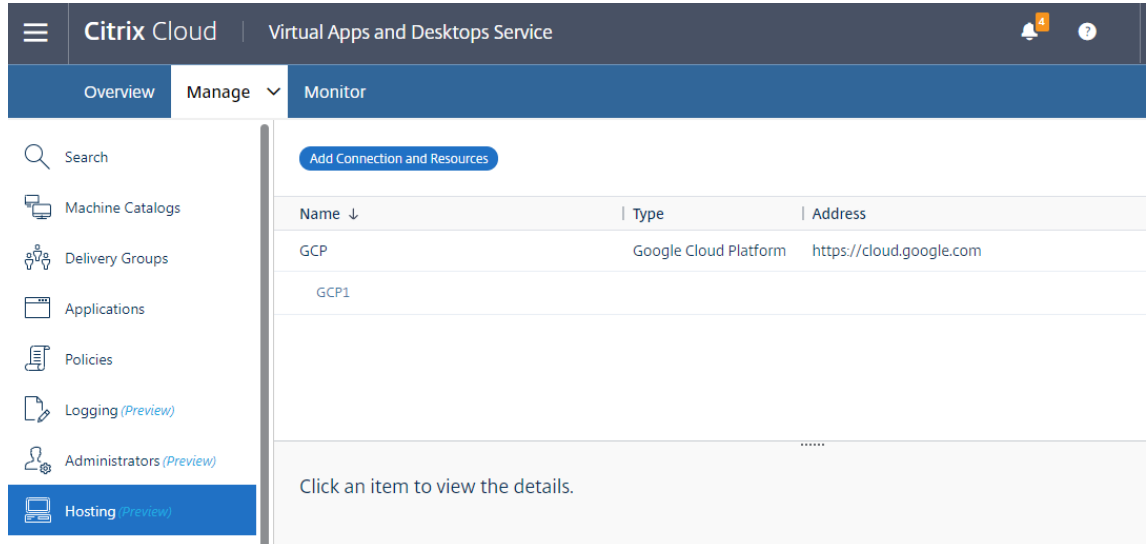 Citrix Cloud | Virtual Apps and Desktops Service 4 ?
Overview Manage Monitor
Search
Machine Catalogs
Delivery Groups
Applications
Policies
Logging (Preview)
Administrators (Preview)
Hosting (Preview)
Add Connection and Resources
Name ↓ Type Address
GCP Google Cloud Platform https://cloud.google.com
GCP1
Click an item to view the details.